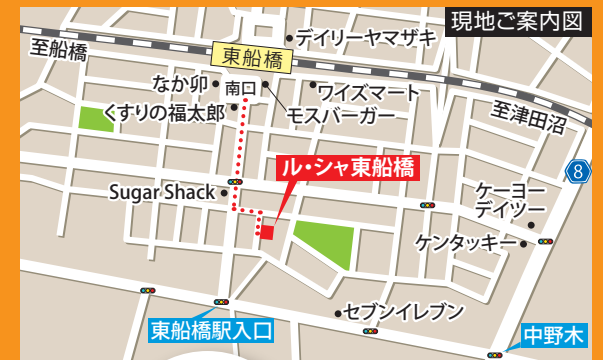 現地ご案内図
至船橋
東船橋
デイリーヤマザキ
なか卯
南口
ワイズマート
くすりの福太郎
モスバーガー
至津田沼
ル・シャ東船橋
8
Sugar Shack
ケーヨー
デイツー
ケンタッキー
セブンイレブン
東船橋駅入口
中野木